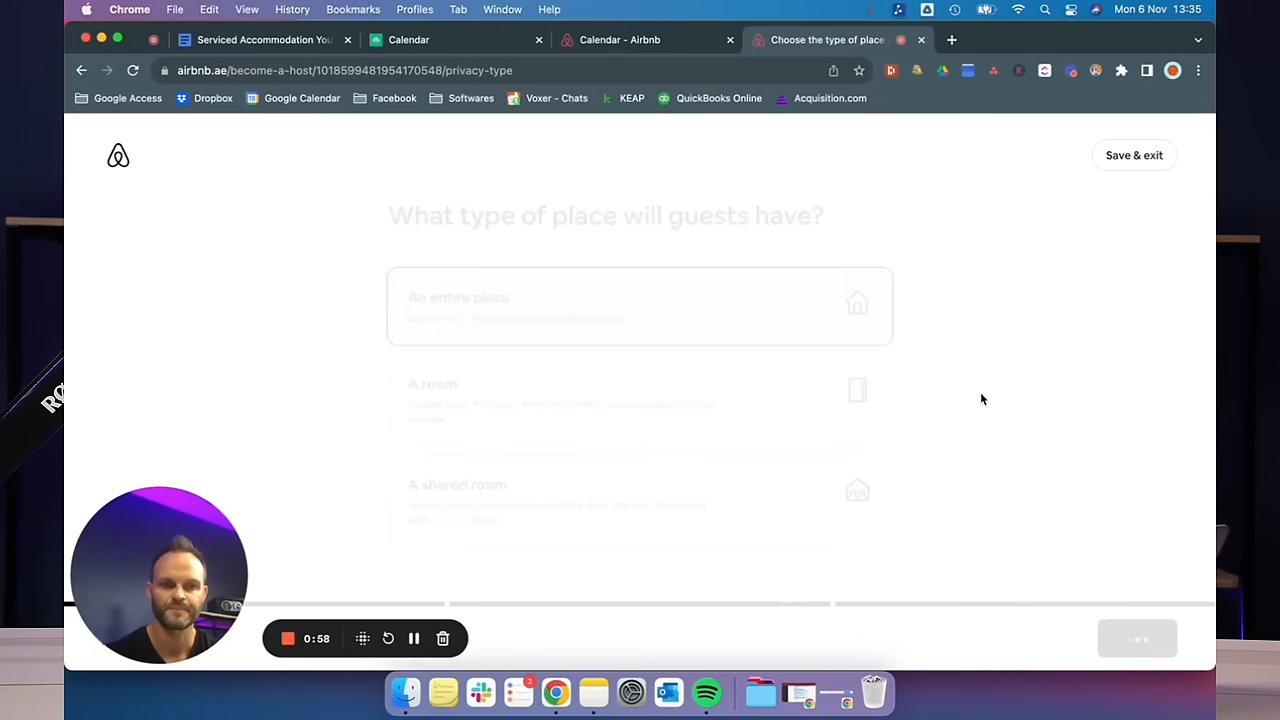 Chrome File Edit View History Bookmarks Profiles Tab Window Help Mon 6 Nov 13:35
Serviced Accommodation You Calendar Calendar - Airbnb Choose the type of place
airbnb.ae/become-a-host/1018599481954170548/privacy-type
Google Access Dropbox Google Calendar Facebook Softwares Voxer - Chats KEAP QuickBooks Online Acquisition.com
Save & exit
What type of place will guests have?
An entire place
A room
A shared room
0:58
2